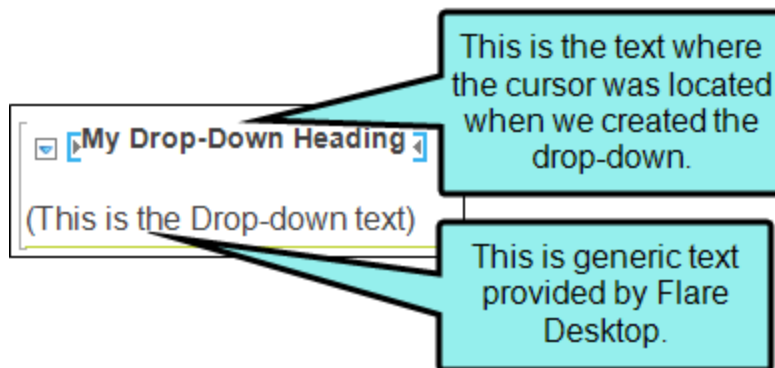 This is the text where
the cursor was located
when we created the
drop-down.
My Drop-Down Heading
(This is the Drop-down text)
This is generic text
provided by Flare
Desktop.